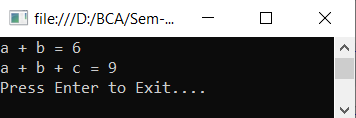 file:///D:/BCA/Sem-...
a + b = 6
a + b + c = 9
Press Enter to Exit....